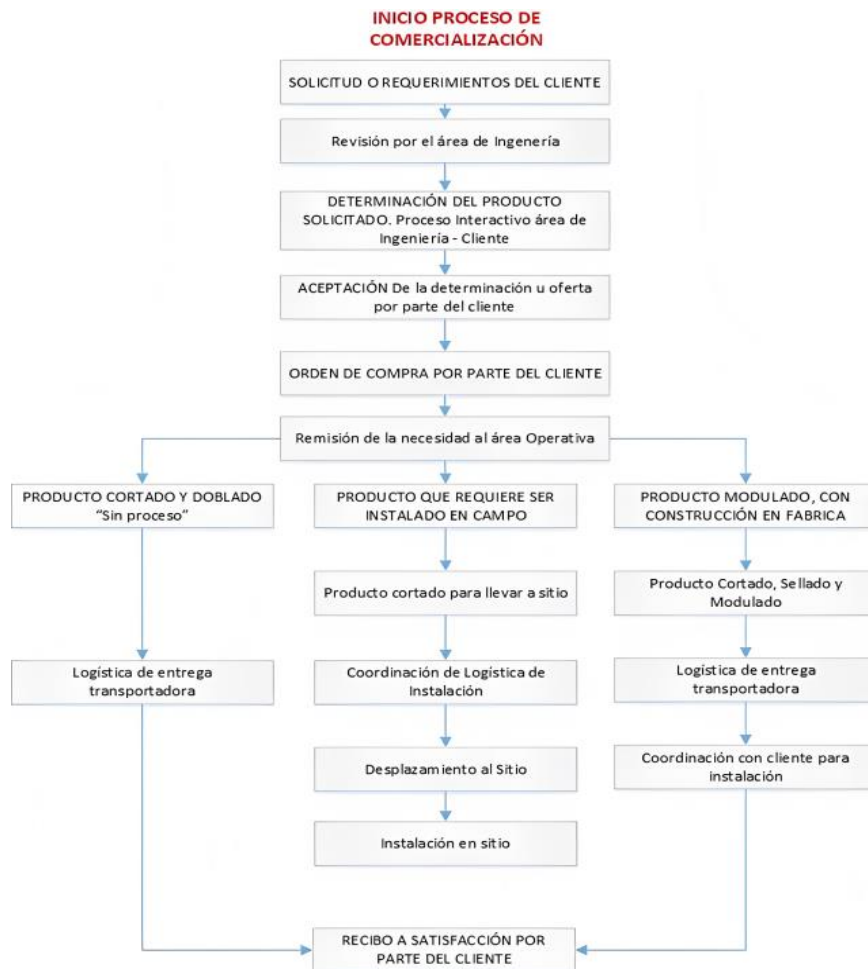 INICIO PROCESO DE
COMERCIALIZACIÓN
SOLICITUD O REQUERIMIENTOS DEL CLIENTE
Revisión por el área de Ingenería
DETERMINACIÓN DEL PRODUCTO
SOLICITADO. Proceso Interactivo área de
Ingeniería - Cliente
ACEPTACIÓN De la determinación u oferta
por parte del cliente
ORDEN DE COMPRA POR PARTE DEL CLIENTE
Remisión de la necesidad al área Operativa
PRODUCTO CORTADO Y DOBLADO
“Sin proceso”
Logística de entrega
transportadora
PRODUCTO QUE REQUIERE SER
INSTALADO EN CAMPO
Producto cortado para llevar a sitio
Coordinación de Logística de
Instalación
Desplazamiento al Sitio
Instalación en sitio
PRODUCTO MODULADO, CON
CONSTRUCCIÓN EN FABRICA
Producto Cortado, Sellado y
Modulado
Logística de entrega
transportadora
Coordinación con cliente para
instalación
RECIBO A SATISFACCIÓN POR
PARTE DEL CLIENTE